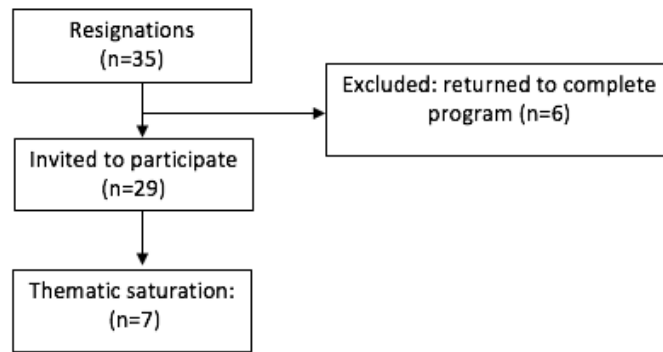 Resignations
(n=35)
Excluded: returned to complete
program (n=6)
Invited to participate
(n=29)
Thematic saturation:
(n=7)